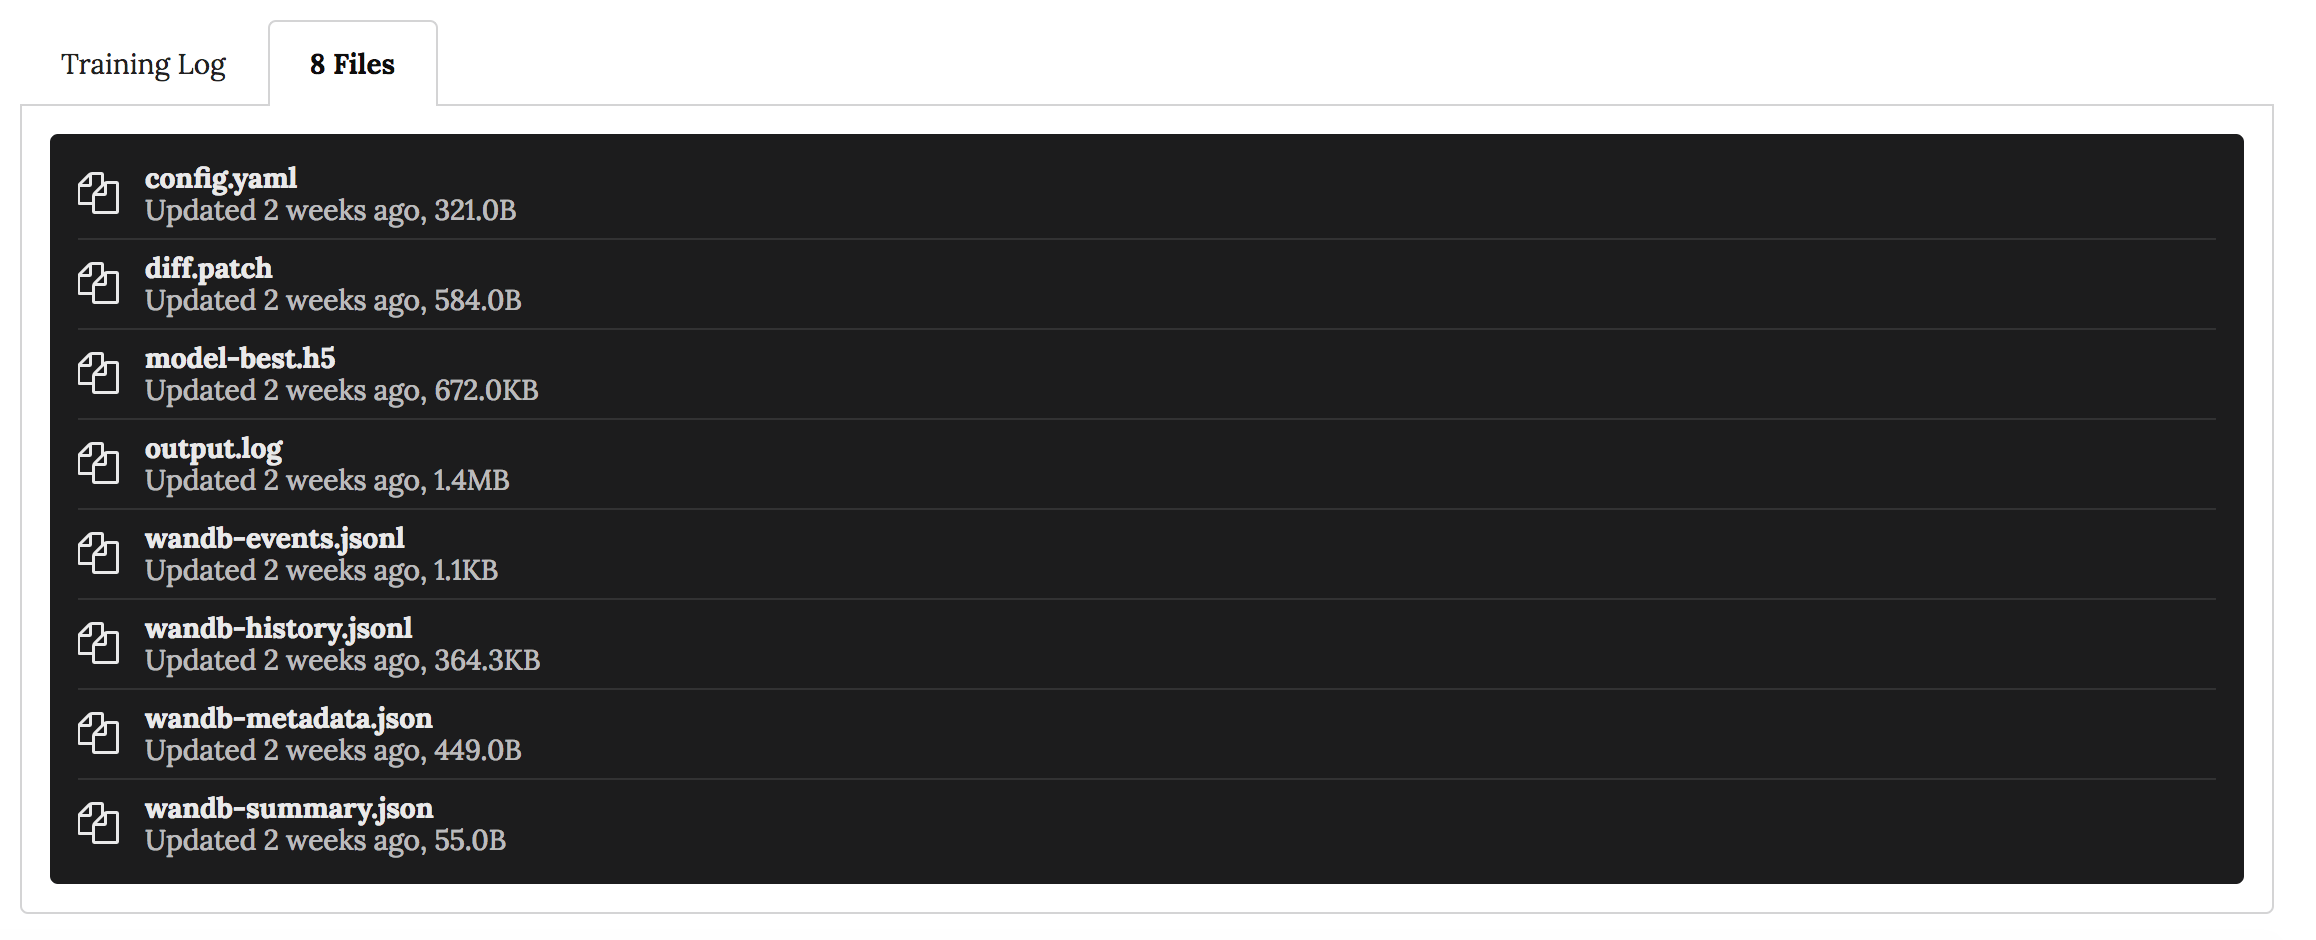 Training Log
8 Files
config.yaml
Updated 2 weeks ago, 321.0B
diff.patch
Updated 2 weeks ago, 584.0B
model-best.h5
Updated 2 weeks ago, 672.0KB
output.log
Updated 2 weeks ago, 1.4MB
wandb-events.jsonl
Updated 2 weeks ago, 1.1KB
wandb-history.jsonl
Updated 2 weeks ago, 364.3KB
wandb-metadata.json
Updated 2 weeks ago, 449.0B
wandb-summary.json
Updated 2 weeks ago, 55.0B